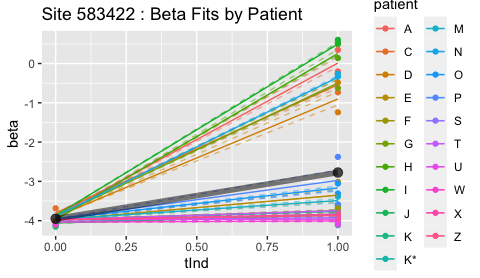 Site 583422 : Beta Fits by Patient
beta
0
-1
-2
-3
-4
0.00
0.25
0.50
0.75
1.00
tInd
patient
A
C
D
E
F
G
H
I
J
K
K*
M
N
O
P
S
T
U
W
X
Z